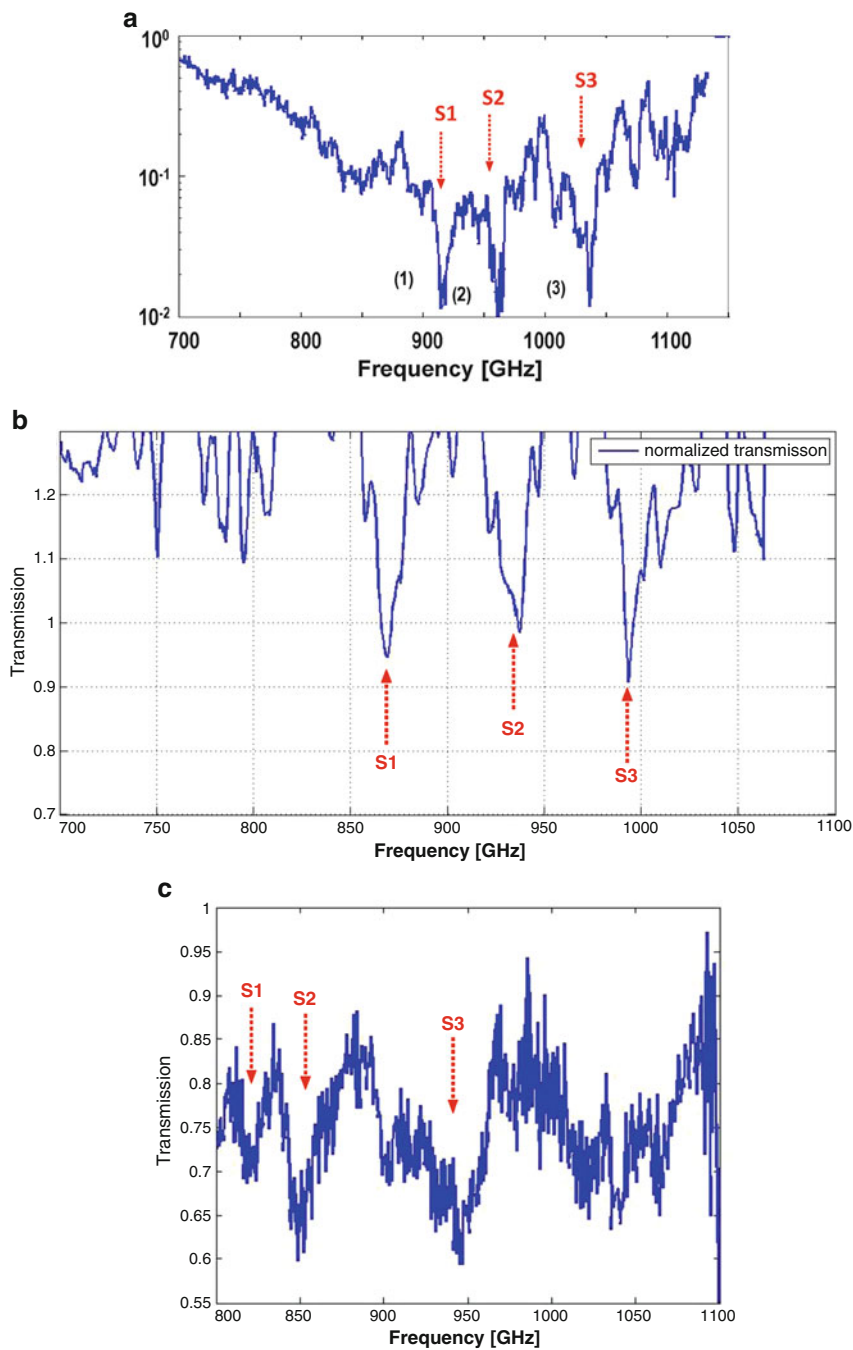 a
10⁰
S1
S2
S3
10⁻¹
(1)
(2)
(3)
10⁻²
700
800
900
1000
1100
Frequency [GHz]
b
normalized transmisson
1.2
1.1
1
0.9
0.8
0.7
Transmission
S1
S2
S3
700
750
800
850
900
950
1000
1050
1100
Frequency [GHz]
c
1
0.95
0.9
0.85
0.8
0.75
0.7
0.65
0.6
0.55
Transmission
S1
S2
S3
800
850
900
950
1000
1050
1100
Frequency [GHz]